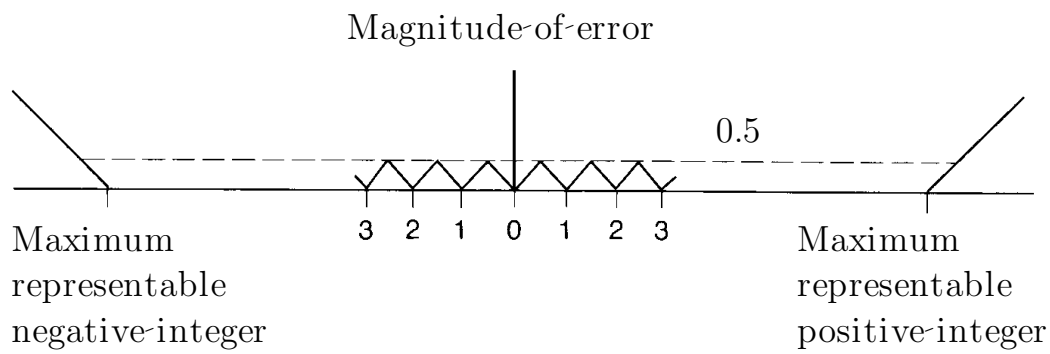 Magnitude-of-error
0.5
3 2 1 0 1 2 3
Maximum
representable
negative-integer
Maximum
representable
positive-integer